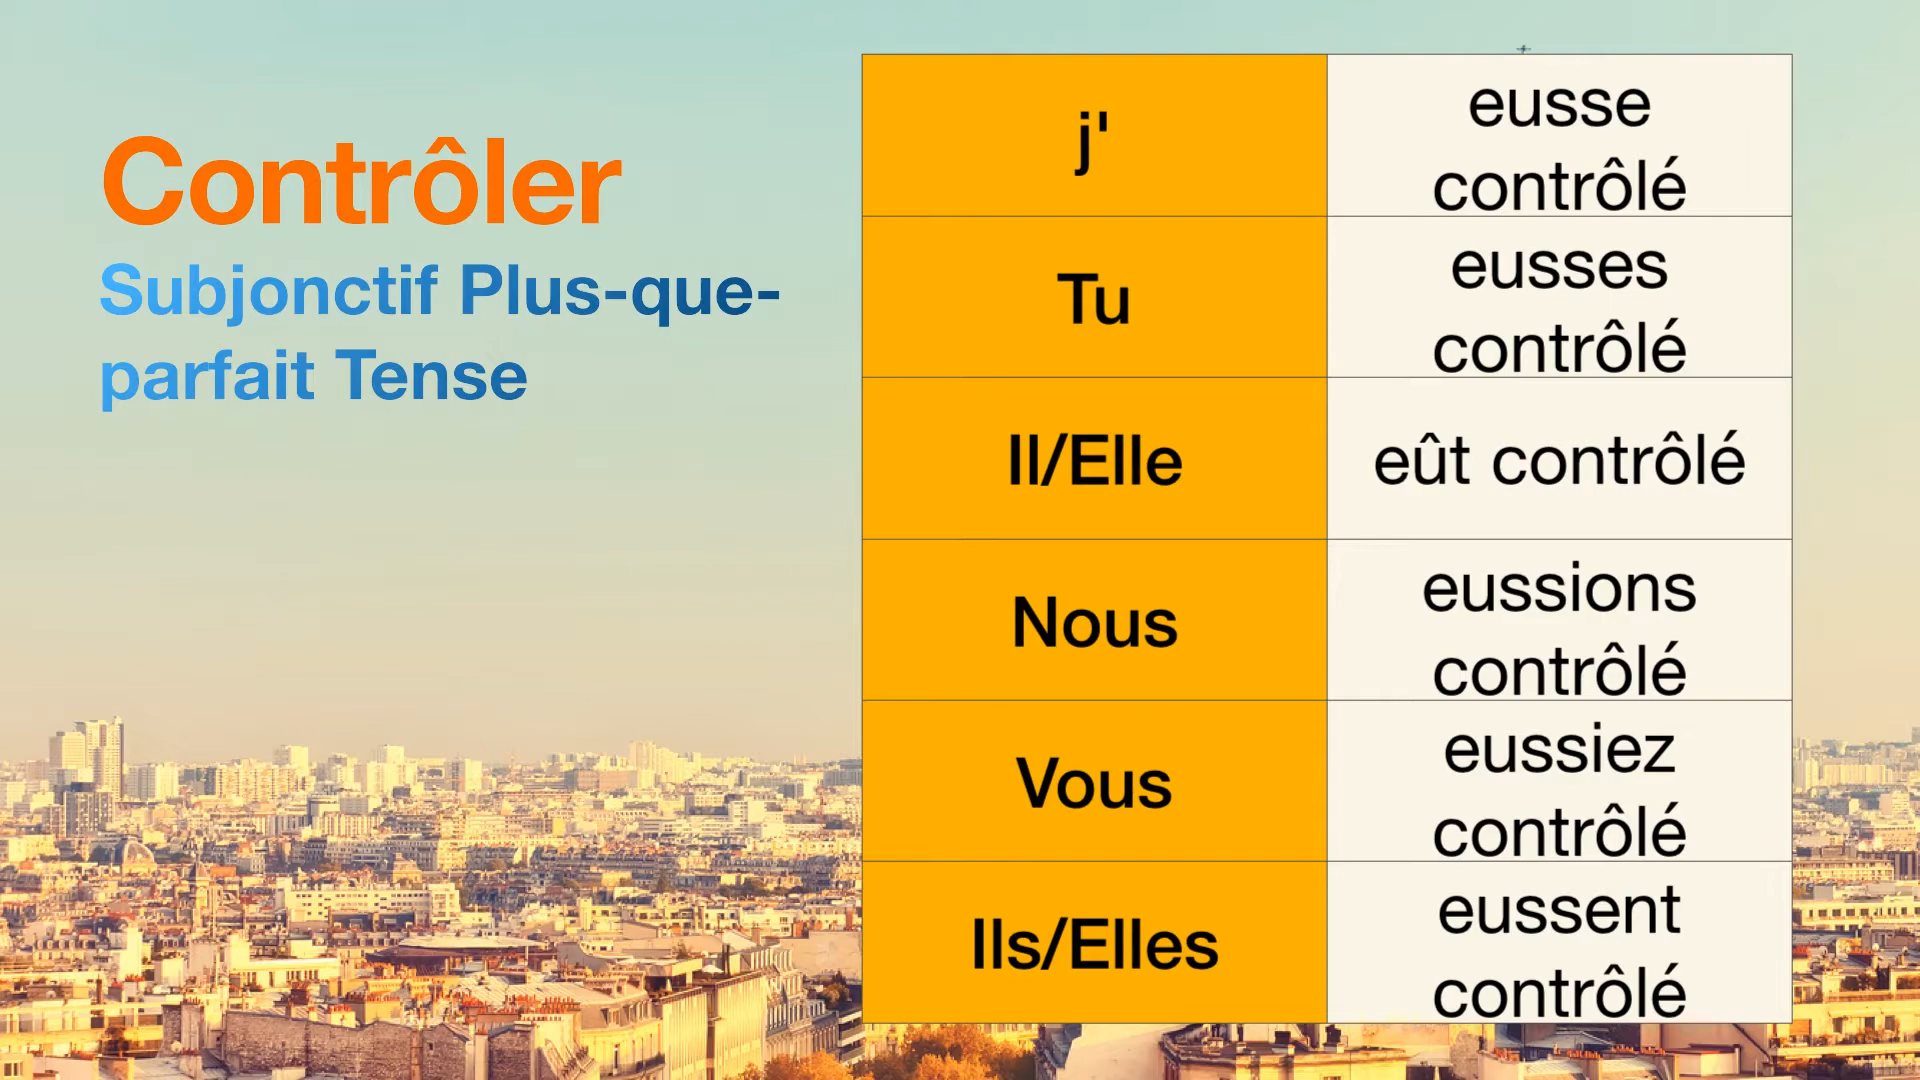 Contrôler
Subjonctif Plus-que-
parfait Tense
j'
eusse
contrôlé
Tu
eusses
contrôlé
Il/Elle
eût contrôlé
Nous
eussions
contrôlé
Vous
eussiez
contrôlé
Ils/Elles
eussent
contrôlé